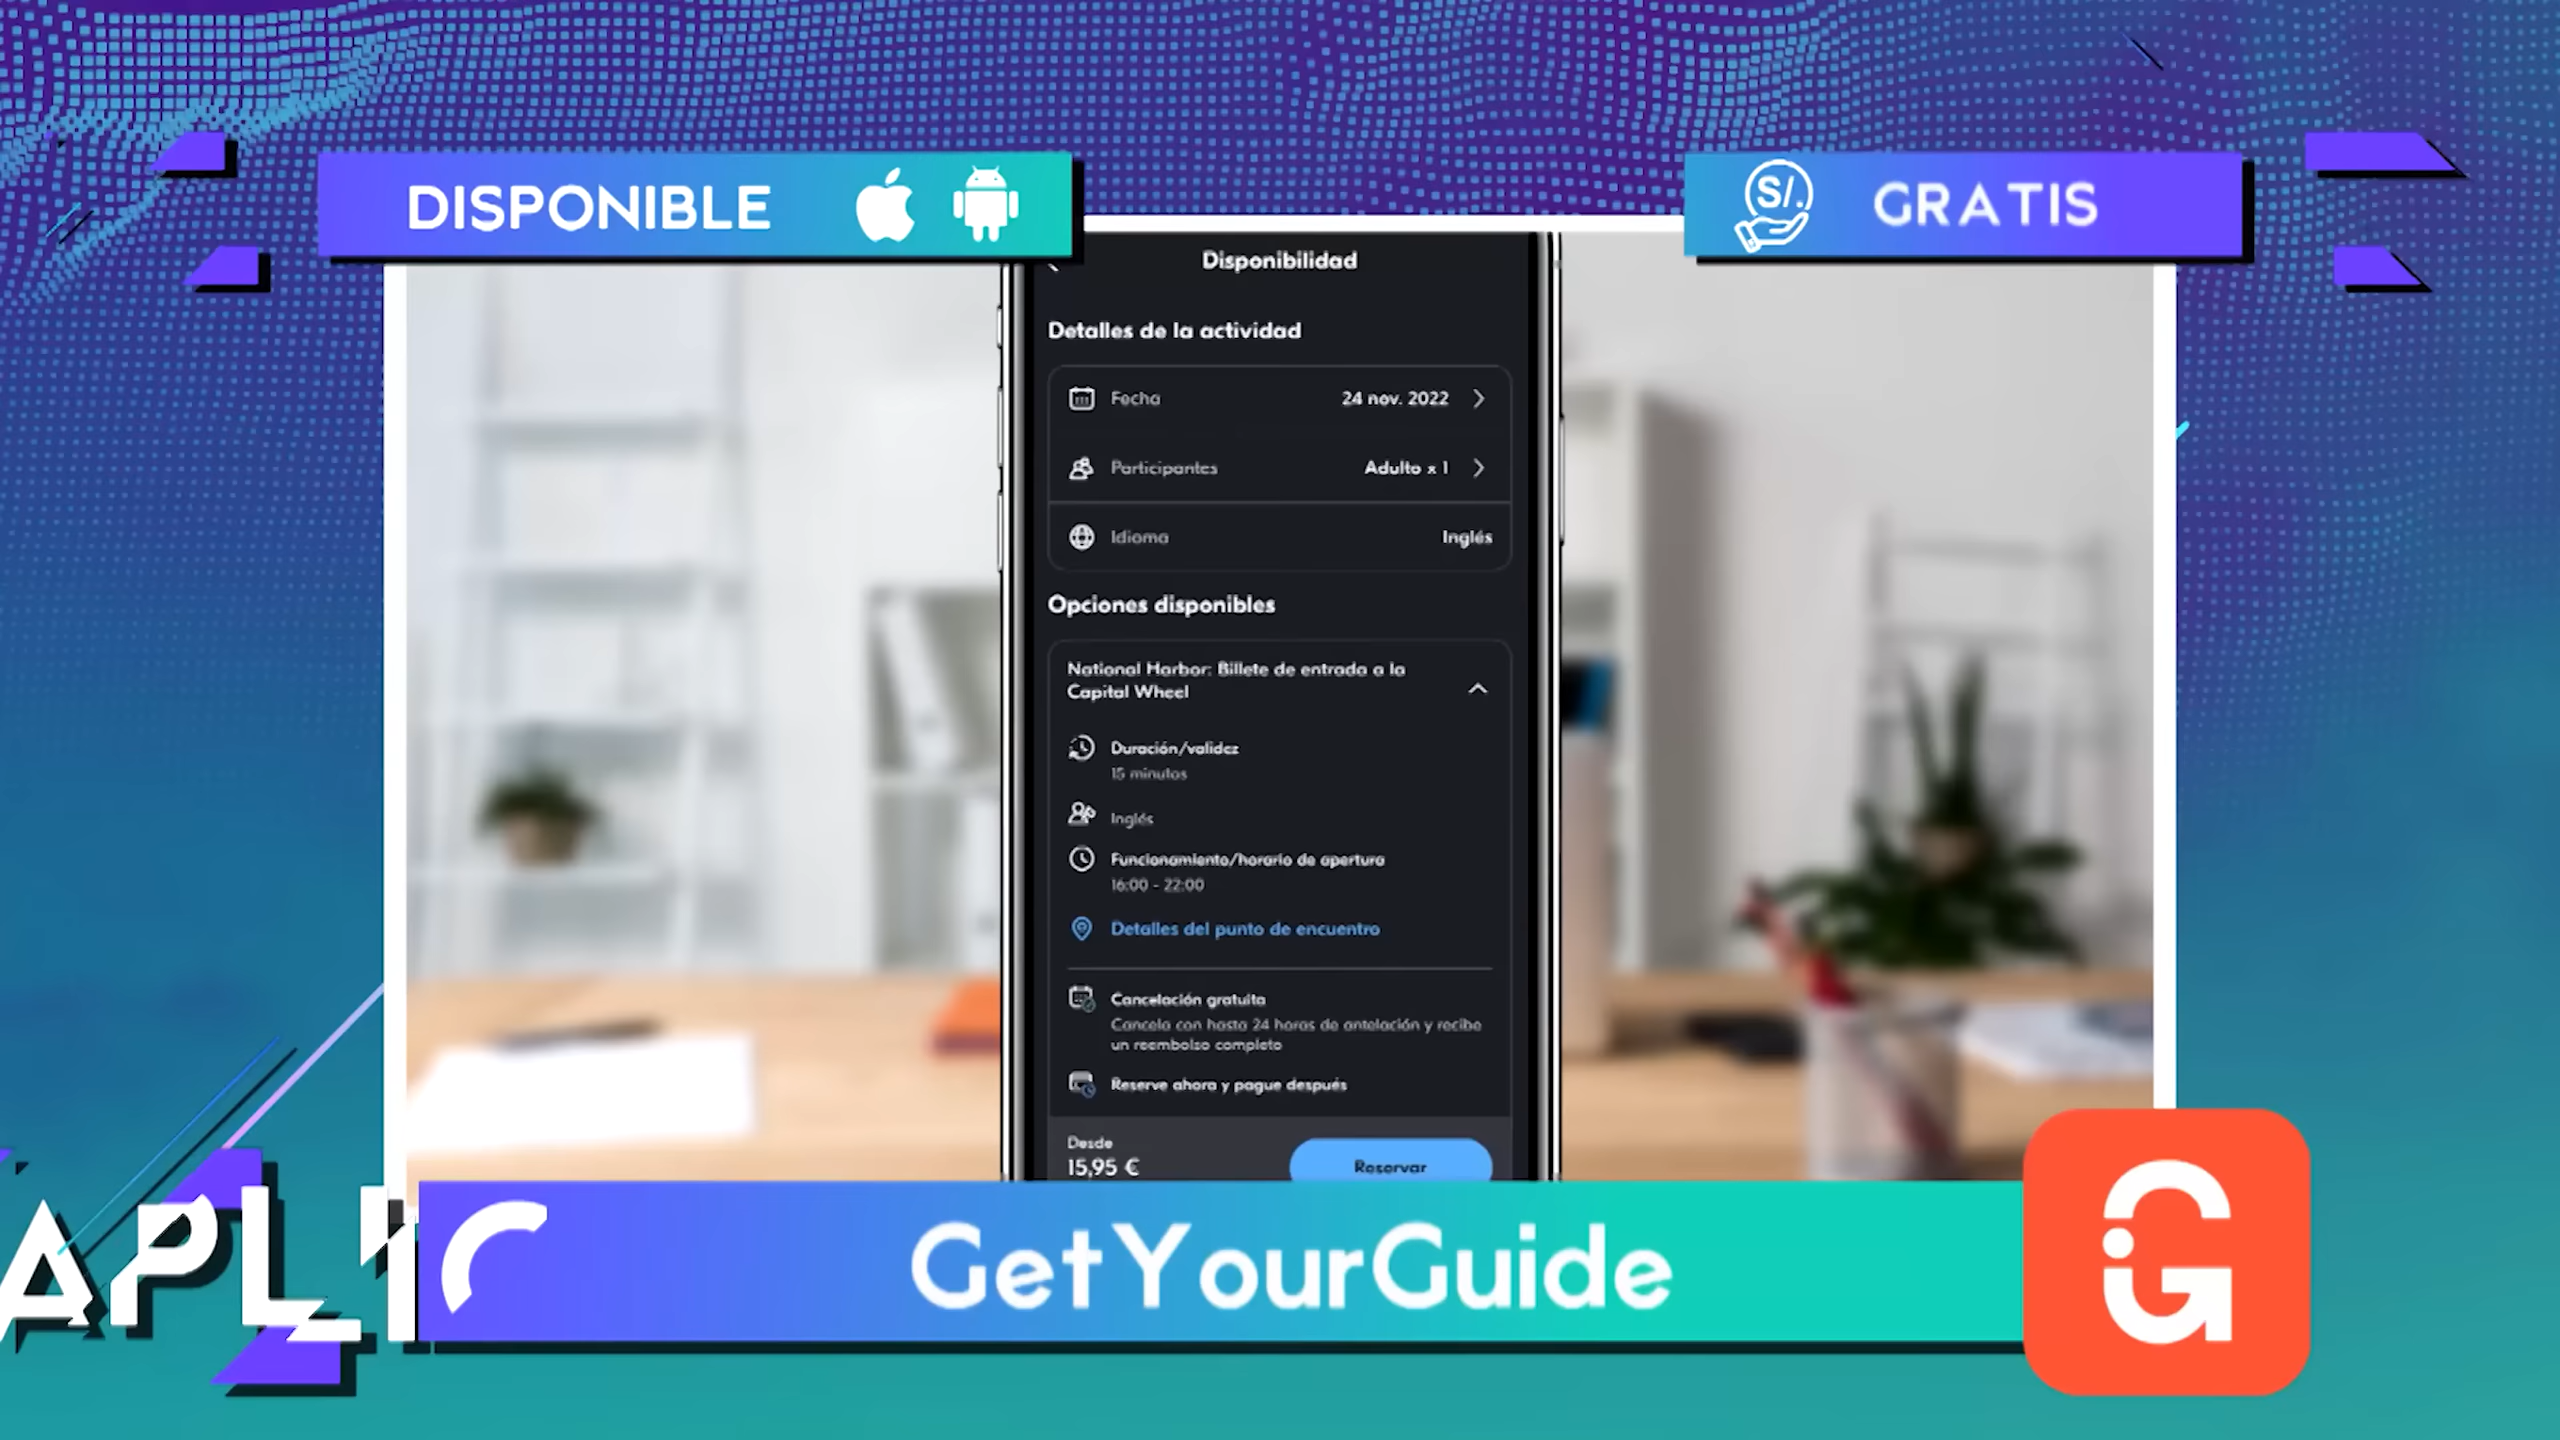 DISPONIBLE
S/. GRATIS
Disponibilidad
Detalles de la actividad
Fecha 24 nov. 2022
Participantes Adulto x 1
Idioma Inglés
Opciones disponibles
National Harbor: Billete de entrada a la
Capital Wheel
Duración/validez
15 minutos
Inglés
Funcionamiento/horario de apertura
16:00 - 22:00
Detalles del punto de encuentro
Cancelación gratuita
Cancela con hasta 24 horas de antelación y recibe
un reembolso completo
Reserve ahora y pague después
Desde
15,95 € Reservar
APLIC
GetYourGuide
G